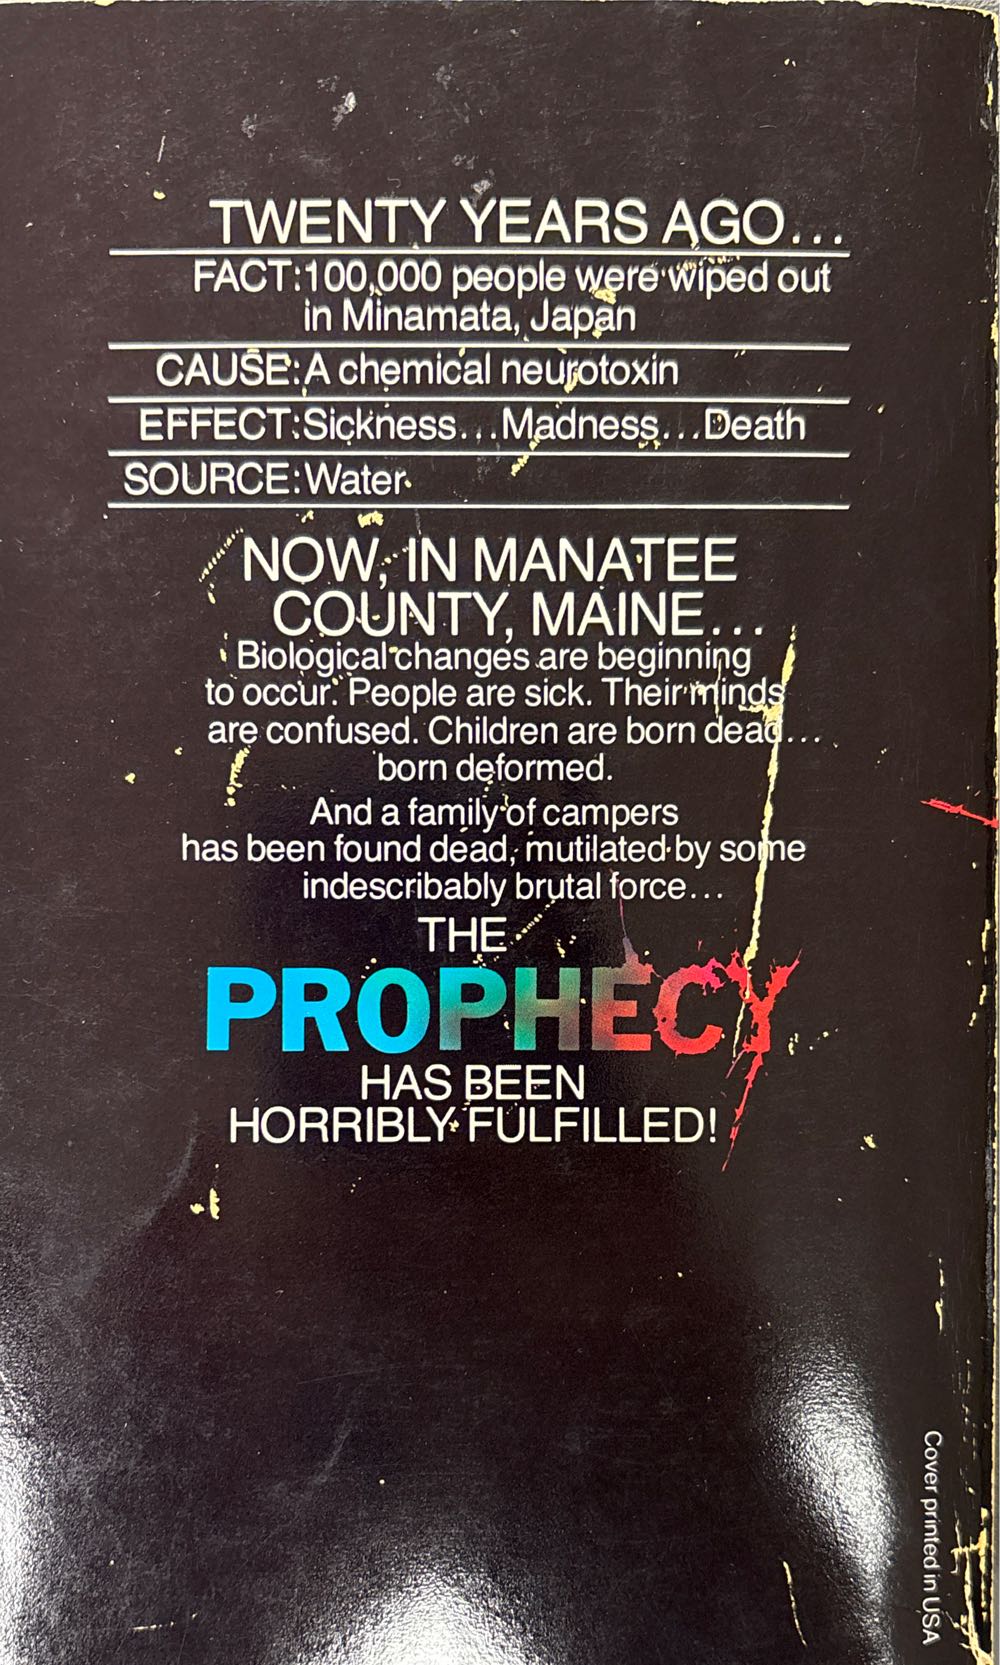 TWENTY YEARS AGO...
FACT: 100,000 people were wiped out
in Minamata, Japan
CAUSE: A chemical neurotoxin
EFFECT: Sickness...Madness...Death
SOURCE: Water
NOW, IN MANATEE
COUNTY, MAINE...
Biological changes are beginning
to occur. People are sick. Their minds
are confused. Children are born dead...
born deformed.
And a family of campers
has been found dead, mutilated by some
indescribably brutal force...
THE
PROPHECY
HAS BEEN
HORRIBLY FULFILLED!
Cover printed in USA